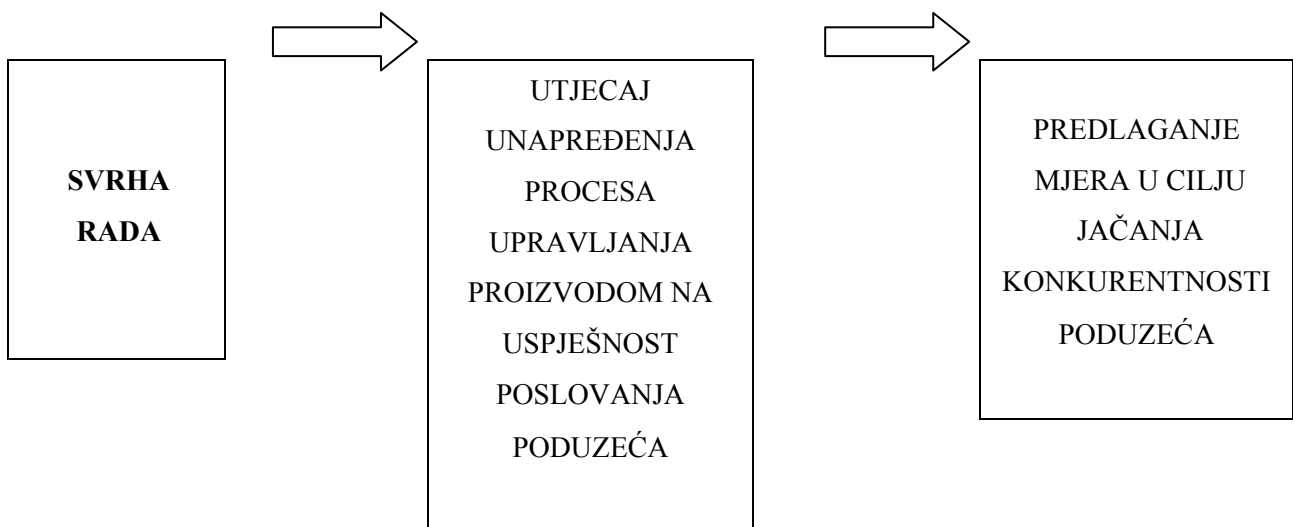 SVRHA
RADA
UTJECAJ
UNAPREĐENJA
PROCESA
UPRAVLJANJA
PROIZVODOM NA
USPJEŠNOST
POSLOVANJA
PODUZEĆA
PREDLAGANJE
MJERA U CILJU
JAČANJA
KONKURENTNOSTI
PODUZEĆA